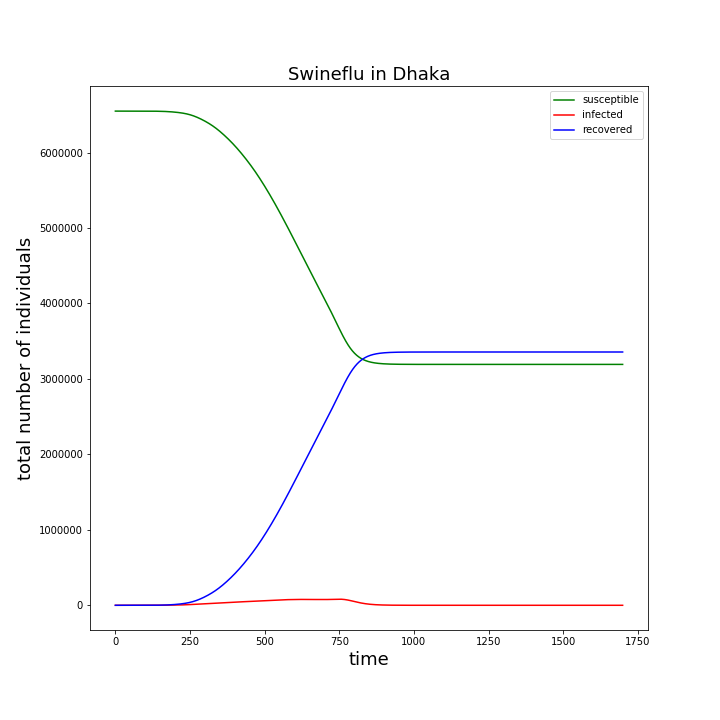 Swineflu in Dhaka
susceptible
infected
recovered
total number of individuals
6000000
5000000
4000000
3000000
2000000
1000000
0
0 250 500 750 1000 1250 1500 1750
time